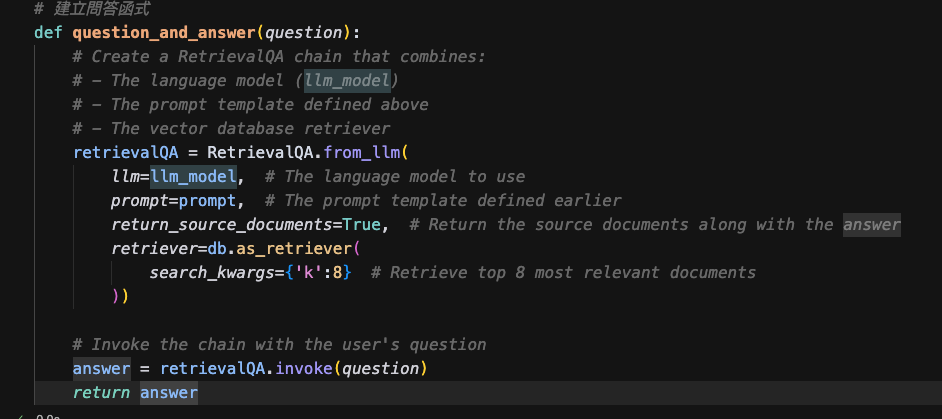 # 建立問答函式
def question_and_answer(question):
    # Create a RetrievalQA chain that combines:
    # - The language model (llm_model)
    # - The prompt template defined above
    # - The vector database retriever
    retrievalQA = RetrievalQA.from_llm(
        llm=llm_model,  # The language model to use
        prompt=prompt,  # The prompt template defined earlier
        return_source_documents=True,  # Return the source documents along with the answer
        retriever=db.as_retriever(
            search_kwargs={'k':8}  # Retrieve top 8 most relevant documents
        ))
    # Invoke the chain with the user's question
    answer = retrievalQA.invoke(question)
    return answer